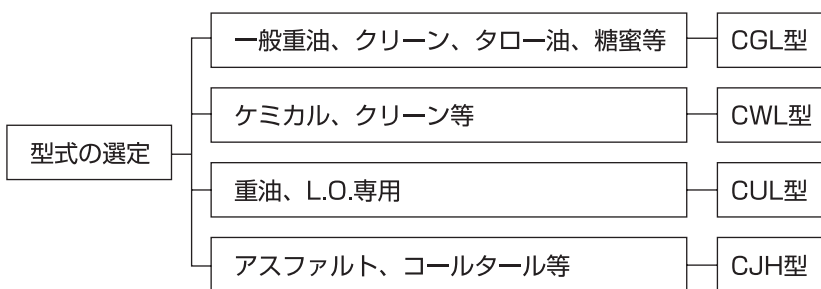 型式の選定
一般重油、クリーン、タロー油、糖蜜等
CGL型
ケミカル、クリーン等
CWL型
重油、L.O.専用
CUL型
アスファルト、コールタール等
CJH型